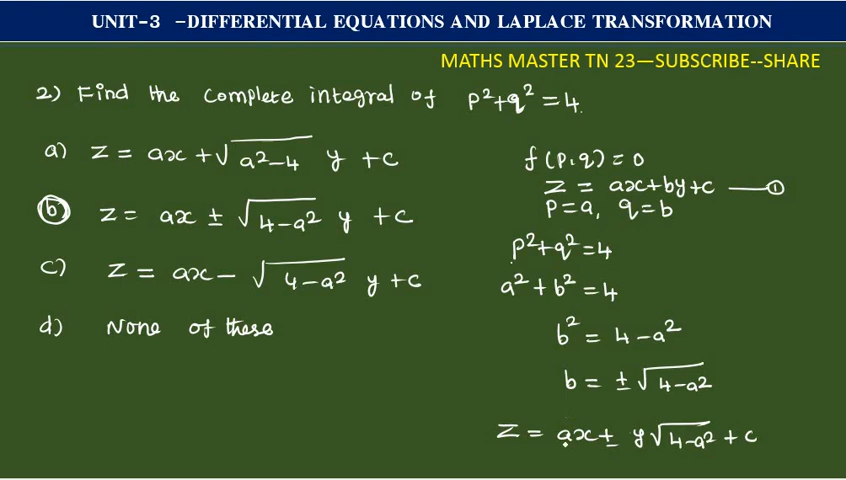 UNIT-3 –DIFFERENTIAL EQUATIONS AND LAPLACE TRANSFORMATION
MATHS MASTER TN 23—SUBSCRIBE--SHARE
2) Find the complete integral of p²+q²=4.
a) z = ax + √(a²-4) y + c
b) z = ax ± √(4-a²) y + c
c) z = ax - √(4-a²) y + c
d) None of these
f(p,q) = 0
z = ax+by+c —— ①
p=a, q=b
p²+q²=4
a²+b²=4
b² = 4-a²
b = ±√(4-a²)
z = ax ± y√(4-a²) + c